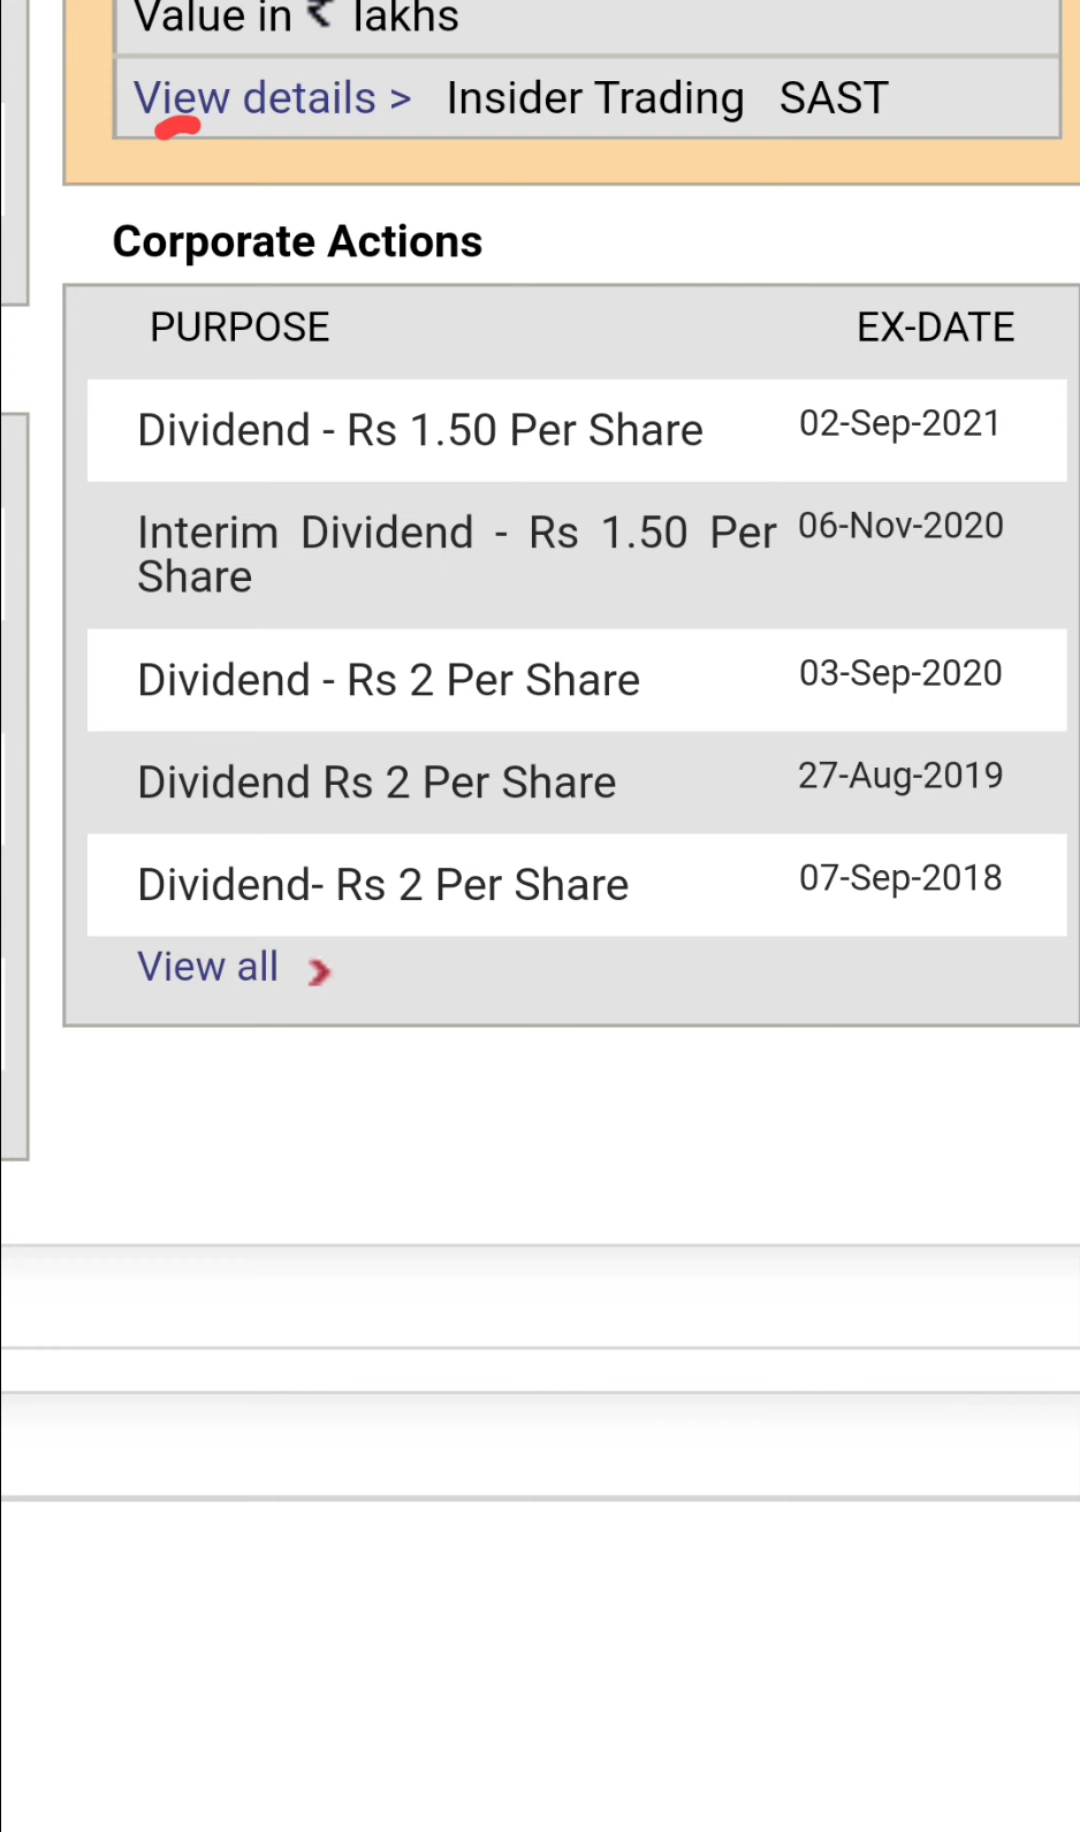 Value in ₹ lakhs
View details > Insider Trading SAST
Corporate Actions
PURPOSE EX-DATE
Dividend - Rs 1.50 Per Share 02-Sep-2021
Interim Dividend - Rs 1.50 Per 06-Nov-2020
Share
Dividend - Rs 2 Per Share 03-Sep-2020
Dividend Rs 2 Per Share 27-Aug-2019
Dividend- Rs 2 Per Share 07-Sep-2018
View all